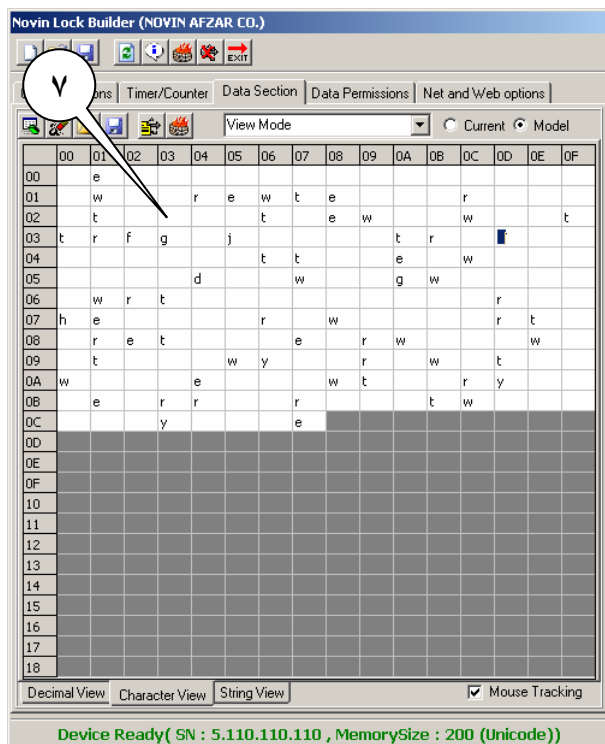 Novin Lock Builder (NOVIN AFZAR CO.)
EXIT
۷
ons Timer/Counter Data Section Data Permissions Net and Web options
View Mode Current Model
00 01 02 03 04 05 06 07 08 09 0A 0B 0C 0D 0E 0F
00 e
01 w r e w t e r
02 t t e w w t
03 t r f g j t r
04 t t e w
05 d w g w
06 w r t r
07 h e r w r t
08 r e t e r w w
09 t w y r w t
0A w e w t r y
0B e r r r t w
0C y e
0D
0E
0F
10
11
12
13
14
15
16
17
18
Decimal View Character View String View Mouse Tracking
Device Ready( SN : 5.110.110.110 , MemorySize : 200 (Unicode))